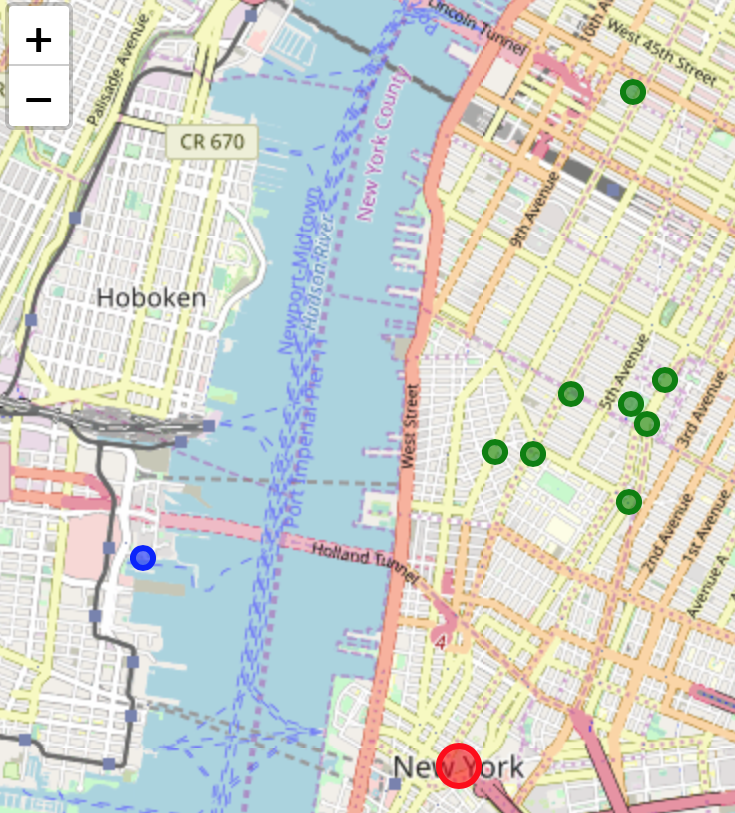 +
−
Lincoln Tunnel
10th A
West 45th Street
Palisade Avenue
CR 670
New York County
9th Avenue
Newport-Midtown
Hudson River
Hoboken
5th Avenue
3rd Avenue
West Street
Port Imperial-Pier 11
2nd Avenue
1st Avenue
Avenue A
Holland Tunnel
4
New York